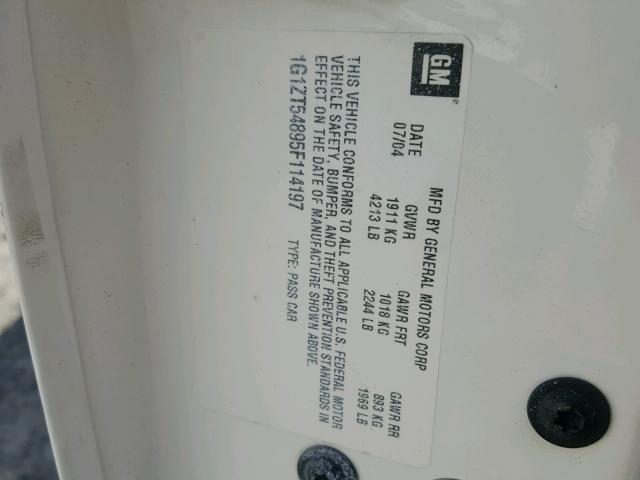 GM
®
MFD BY GENERAL MOTORS CORP
DATE GVWR GAWR FRT GAWR RR
07/04 1911 KG 1018 KG 893 KG
4213 LB 2244 LB 1969 LB
THIS VEHICLE CONFORMS TO ALL APPLICABLE U.S. FEDERAL MOTOR
VEHICLE SAFETY, BUMPER, AND THEFT PREVENTION STANDARDS IN
EFFECT ON THE DATE OF MANUFACTURE SHOWN ABOVE.
1G1ZT54895F114197 TYPE: PASS CAR